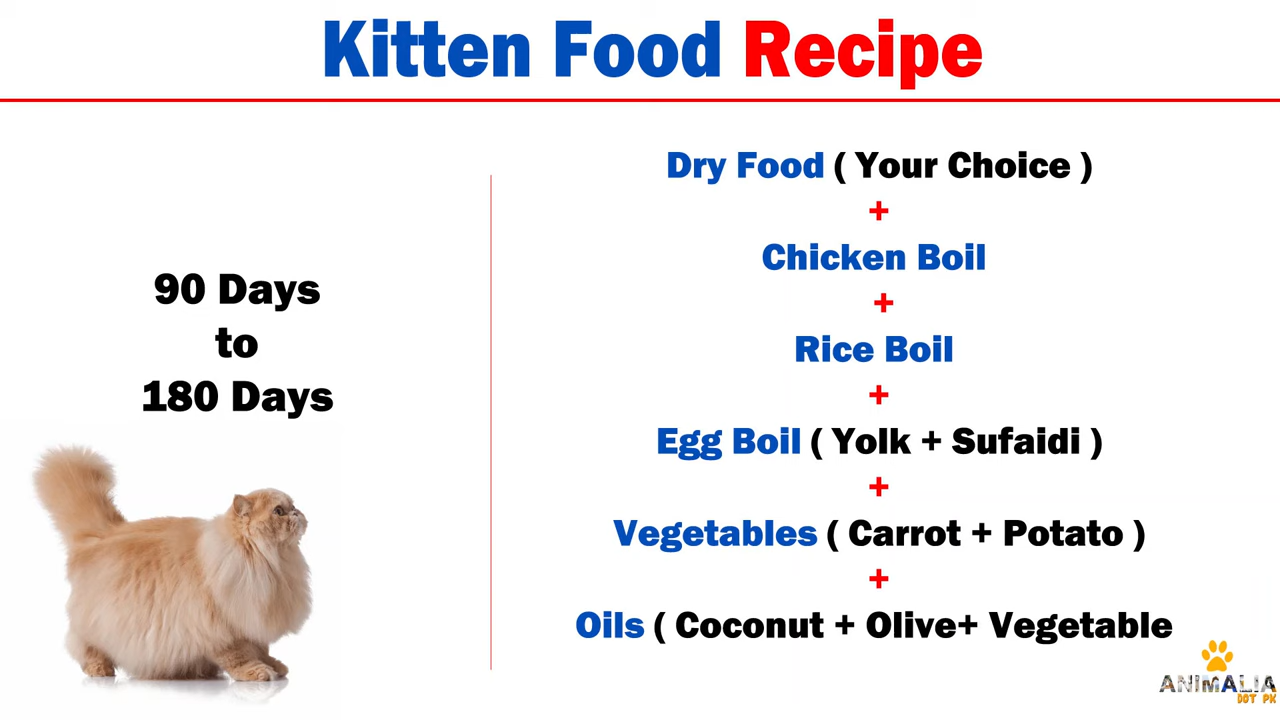 Kitten Food Recipe
90 Days
to
180 Days
Dry Food ( Your Choice )
+
Chicken Boil
+
Rice Boil
+
Egg Boil ( Yolk + Sufaidi )
+
Vegetables ( Carrot + Potato )
+
Oils ( Coconut + Olive+ Vegetable
ANIMALIA
DOT PK